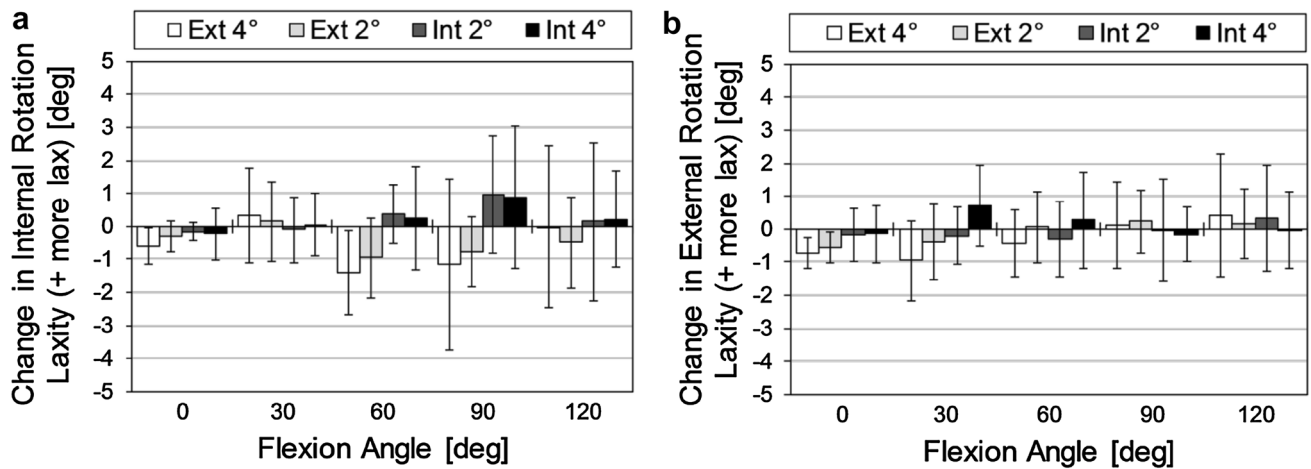 a
Ext 4° Ext 2° Int 2° Int 4°
Change in Internal Rotation
Laxity (+ more lax) [deg]
5
4
3
2
1
0
-1
-2
-3
-4
-5
0 30 60 90 120
Flexion Angle [deg]
b
Ext 4° Ext 2° Int 2° Int 4°
Change in External Rotation
Laxity (+ more lax) [deg]
5
4
3
2
1
0
-1
-2
-3
-4
-5
0 30 60 90 120
Flexion Angle [deg]